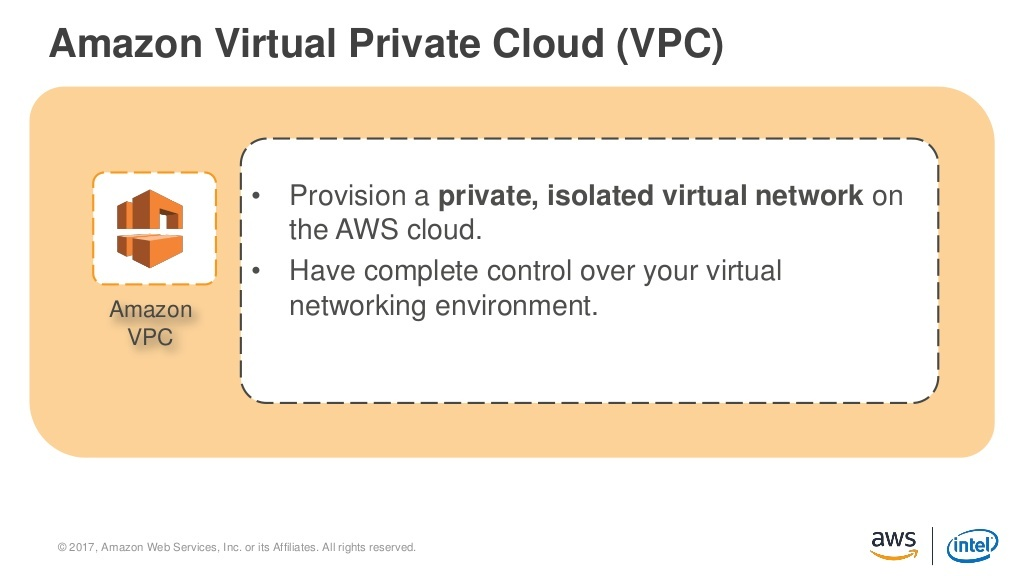 Amazon Virtual Private Cloud (VPC)
• Provision a private, isolated virtual network on
the AWS cloud.
• Have complete control over your virtual
networking environment.
Amazon
VPC
© 2017, Amazon Web Services, Inc. or its Affiliates. All rights reserved.
aws
intel